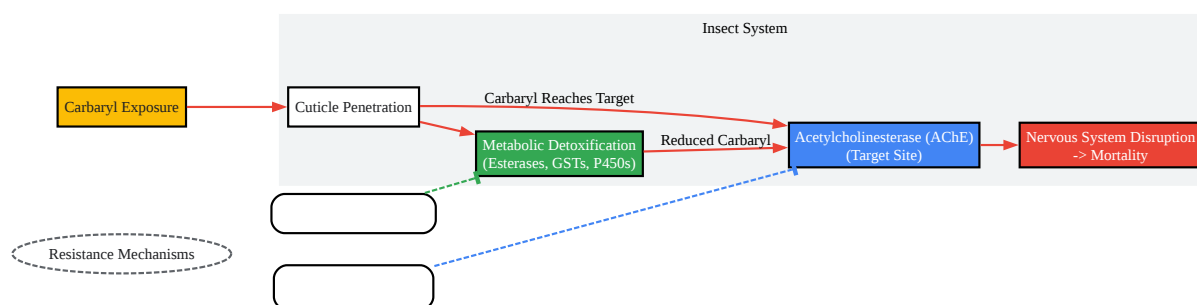 Insect System
Carbaryl Exposure
Cuticle Penetration
Carbaryl Reaches Target
Metabolic Detoxification
(Esterases, GSTs, P450s)
Reduced Carbaryl
Acetylcholinesterase (AChE)
(Target Site)
Nervous System Disruption
-> Mortality
Resistance Mechanisms